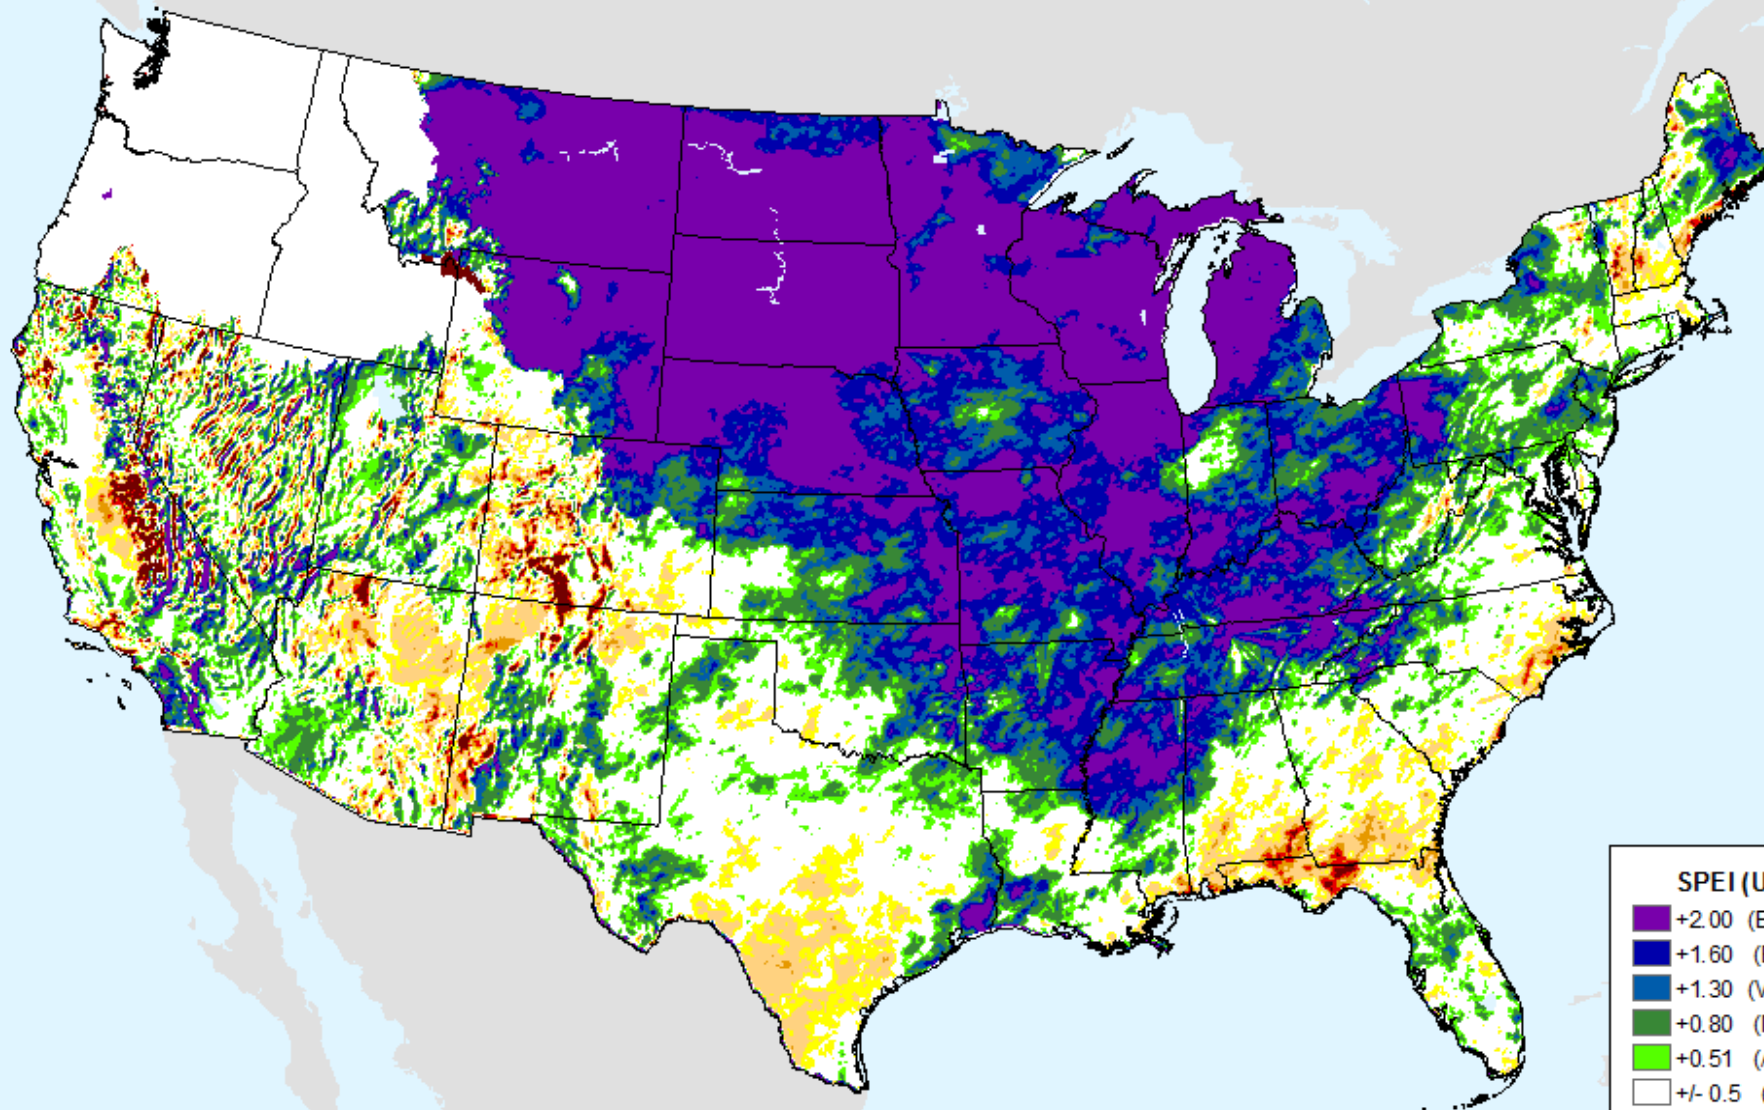 SPEI (U
+2.00 (E
+1.60 (
+1.30 (V
+0.80 (
+0.51 (
+/- 0.5 (